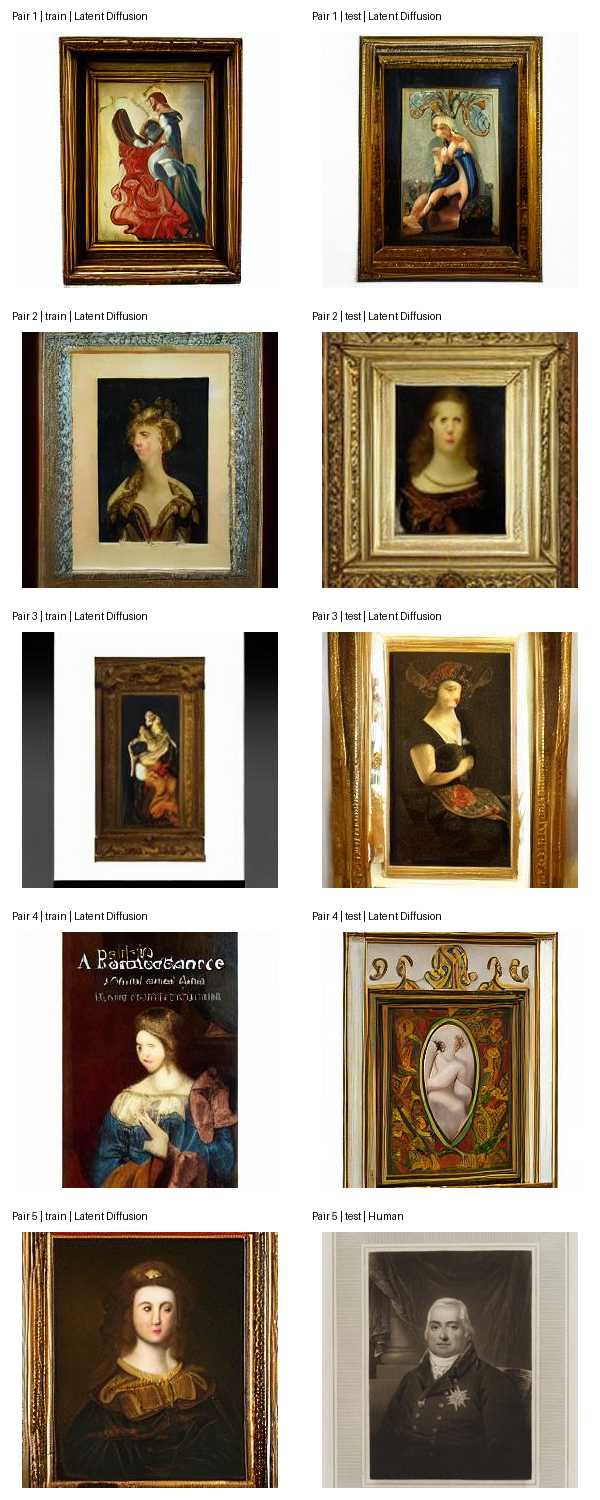 Pair 1 | train | Latent Diffusion
Pair 1 | test | Latent Diffusion
Pair 2 | train | Latent Diffusion
Pair 2 | test | Latent Diffusion
Pair 3 | train | Latent Diffusion
Pair 3 | test | Latent Diffusion
Pair 4 | train | Latent Diffusion
Pair 4 | test | Latent Diffusion
A
Pair 5 | train | Latent Diffusion
Pair 5 | test | Human